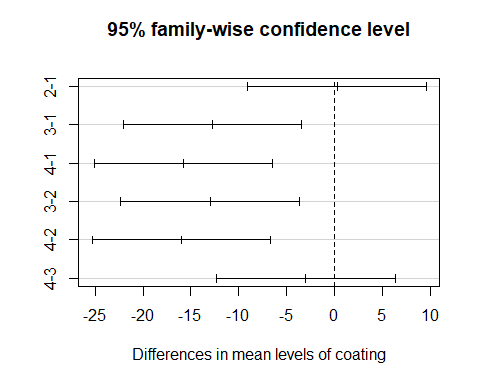 95% family-wise confidence level
2-1
3-1
4-1
3-2
4-2
4-3
-25 -20 -15 -10 -5 0 5 10
Differences in mean levels of coating